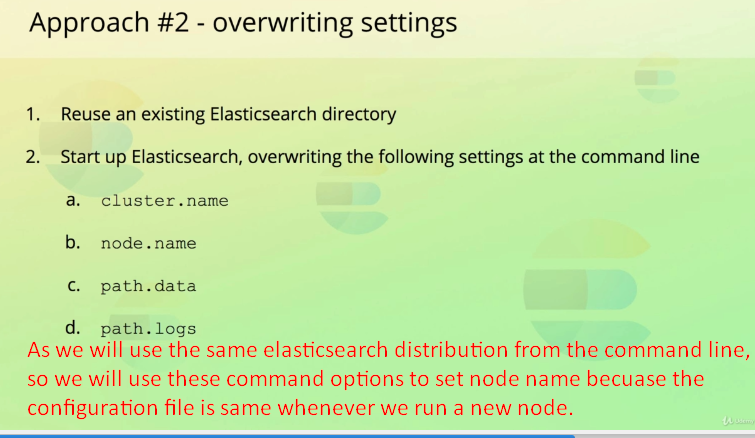 Approach #2 - overwriting settings
1. Reuse an existing Elasticsearch directory
2. Start up Elasticsearch, overwriting the following settings at the command line
a. cluster.name
b. node.name
c. path.data
d. path.logs
As we will use the same elasticsearch distribution from the command line,
so we will use these command options to set node name becuase the
configuration file is same whenever we run a new node.